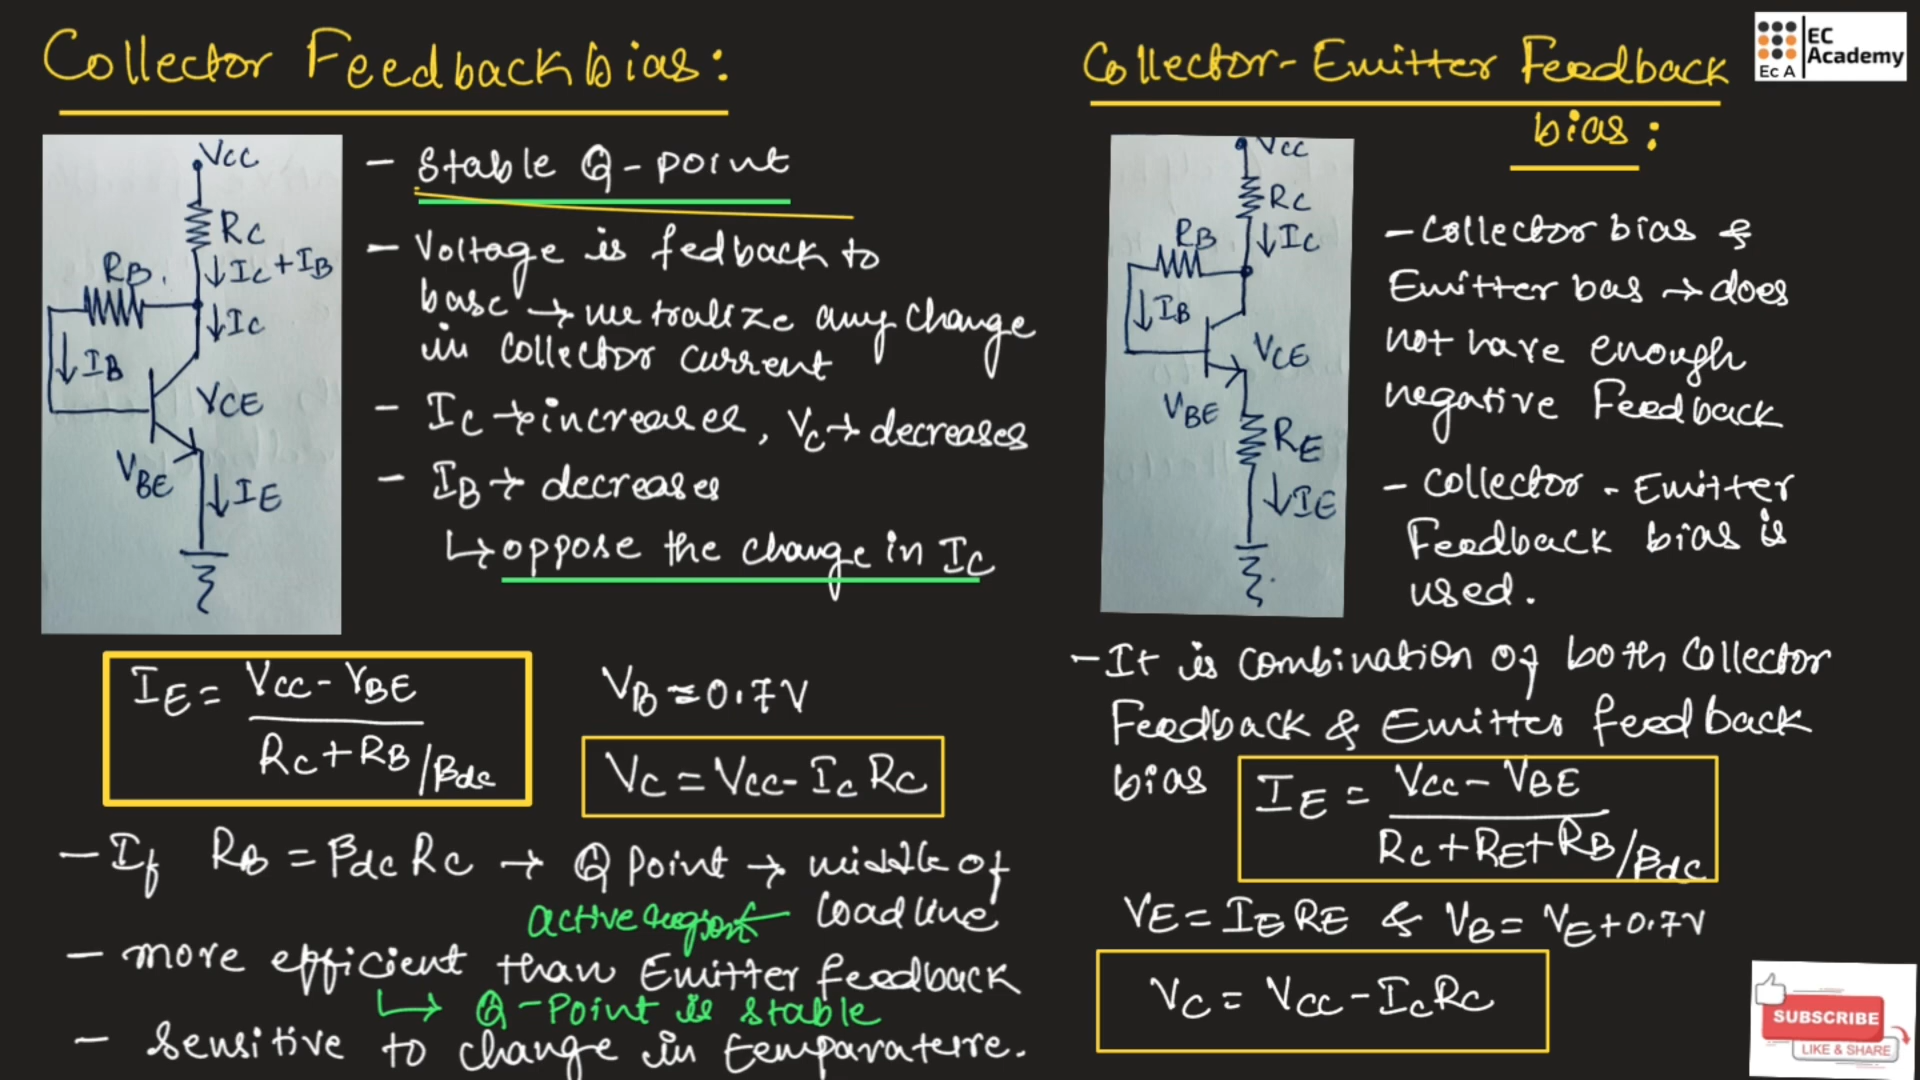 Collector Feedback bias:
Vcc
RC
RB.
↓IC+IB
↓IC
↓IB
VCE
VBE
↓IE
- Stable Q-point
- Voltage is fedback to
base → neutralize any change
in collector current
- IC → increases, VC → decreases
- IB → decreases
↳ oppose the change in IC
IE = VCC - VBE
RC + RB/βdc
VB ≈ 0.7V
VC = VCC - IC RC
- If RB = βdc RC → Q point → middle of
active region ← load line
- more efficient than Emitter feedback
↳ Q-Point is stable
- sensitive to change in temparature.
Collector-Emitter Feedback
bias:
EC
Academy
Ec A
Vcc
RC
RB
↓IC
↓IB
VCE
VBE
RE
↓IE
- Collector bias &
Emitter bas → does
not have enough
negative Feedback
- Collector - Emitter
Feedback bias is
used.
- It is combination of both Collector
Feedback & Emitter feedback
bias
IE = VCC - VBE
RC + RE + RB/βdc
VE = IE RE & VB = VE + 0.7V
VC = VCC - IC RC
SUBSCRIBE
LIKE & SHARE